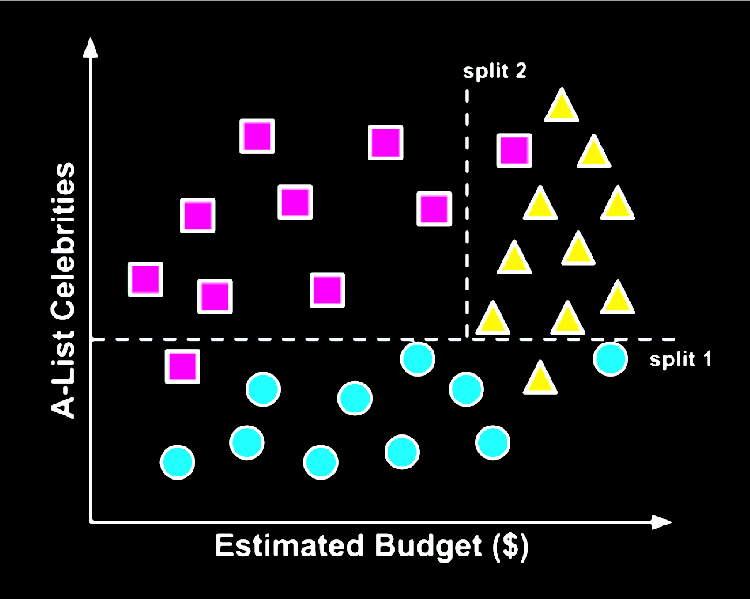 split 2
A-List Celebrities
split 1
Estimated Budget ($)